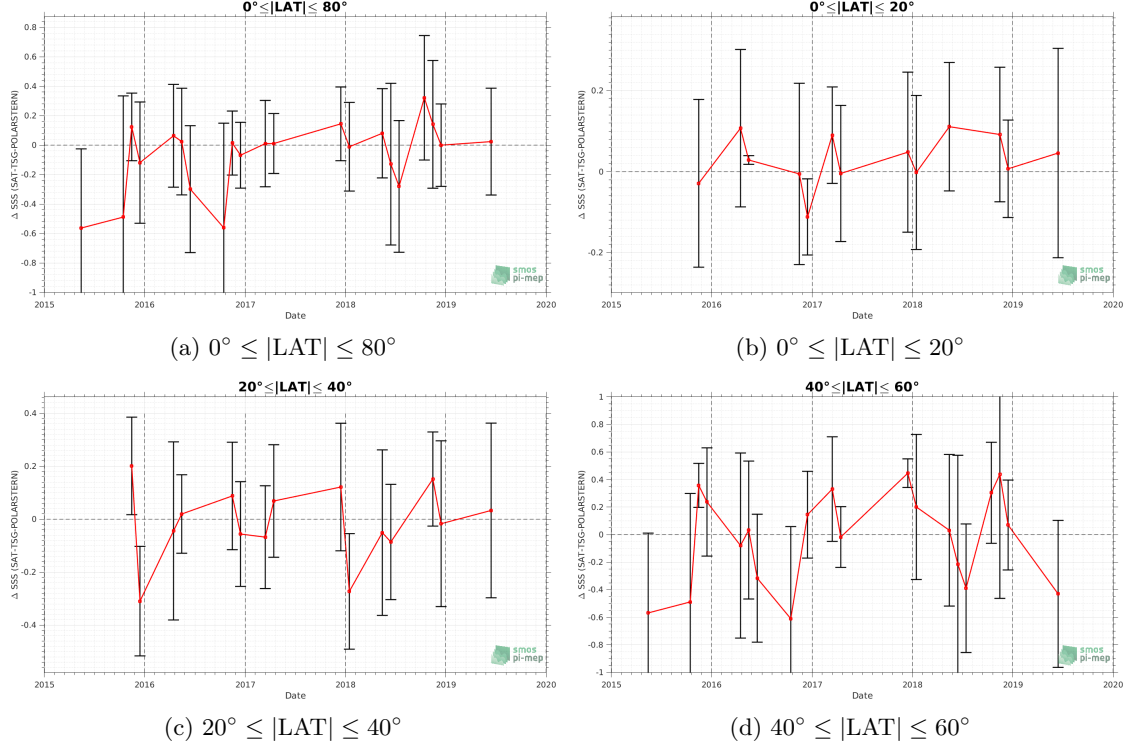 0°≤|LAT|≤ 80°
0.8
0.6
0.4
0.2
0
-0.2
-0.4
-0.6
-0.8
-1
Δ SSS (SAT-TSG-POLARSTERN)
2015 2016 2017 2018 2019 2020
Date
smos
pi-mep
(a) 0° ≤ |LAT| ≤ 80°
0°≤|LAT|≤ 20°
0.2
0
-0.2
Δ SSS (SAT-TSG-POLARSTERN)
2015 2016 2017 2018 2019 2020
Date
smos
pi-mep
(b) 0° ≤ |LAT| ≤ 20°
20°≤|LAT|≤ 40°
0.4
0.2
0
-0.2
-0.4
Δ SSS (SAT-TSG-POLARSTERN)
2015 2016 2017 2018 2019 2020
Date
smos
pi-mep
(c) 20° ≤ |LAT| ≤ 40°
40°≤|LAT|≤ 60°
1
0.8
0.6
0.4
0.2
0
-0.2
-0.4
-0.6
-0.8
-1
Δ SSS (SAT-TSG-POLARSTERN)
2015 2016 2017 2018 2019 2020
Date
smos
pi-mep
(d) 40° ≤ |LAT| ≤ 60°